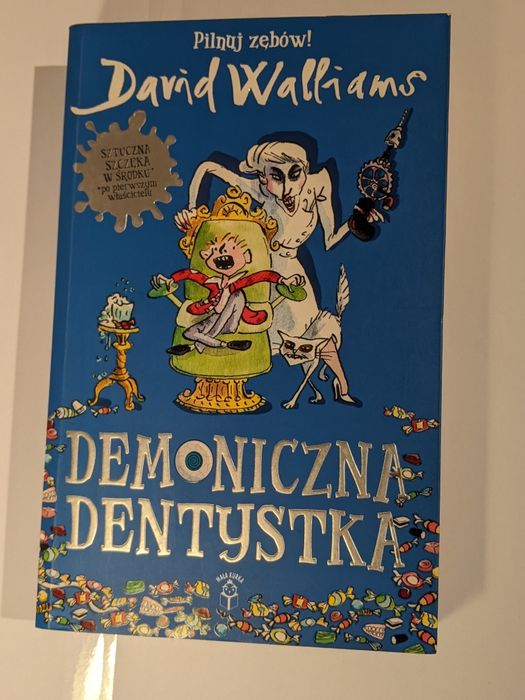 Pilnuj zębów!
David Walliams
SZTUCZNA
SZCZĘKA
W ŚRODKU*
*po pierwszym
właścicielu
DEMONICZNA
DENTYSTKA
MAŁA KURKA